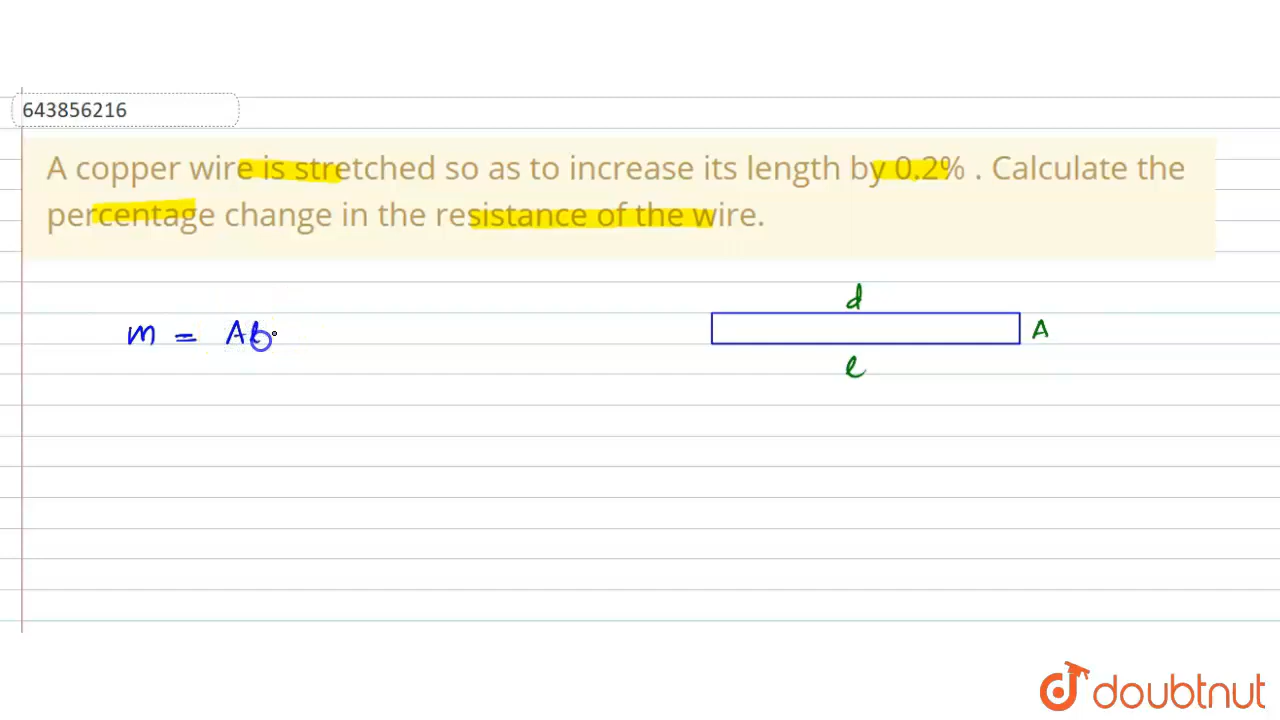 643856216
A copper wire is stretched so as to increase its length by 0.2% . Calculate the
percentage change in the resistance of the wire.
d
m = Al
A
l
doubtnut